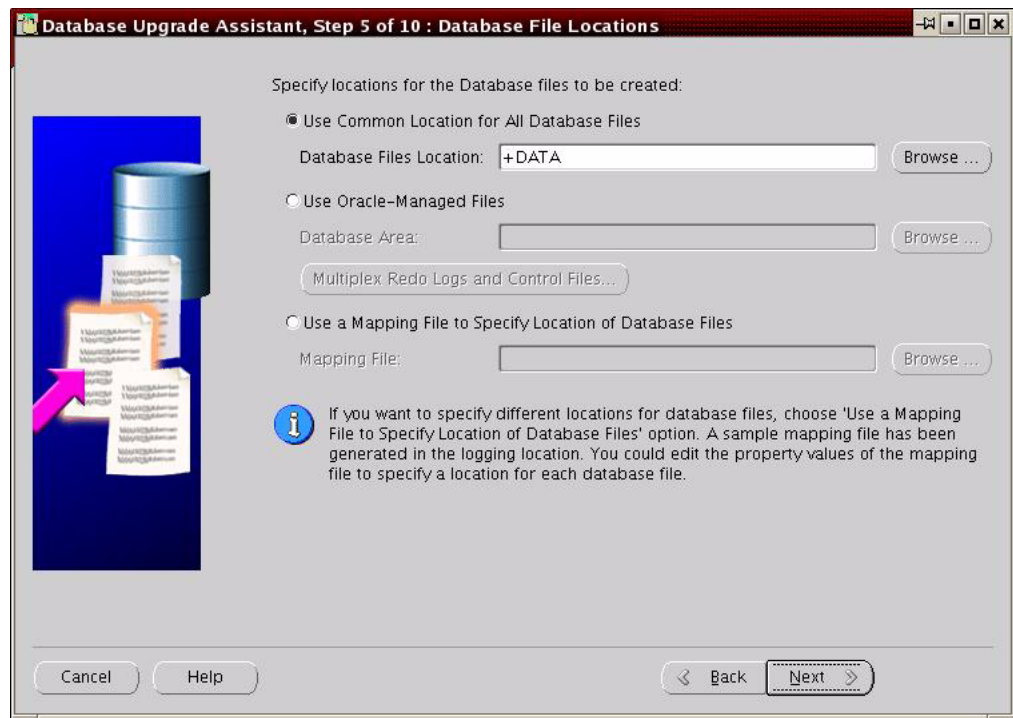 Database Upgrade Assistant, Step 5 of 10 : Database File Locations
Specify locations for the Database files to be created:
Use Common Location for All Database Files
Database Files Location: +DATA Browse ...
Use Oracle-Managed Files
Database Area: Browse ...
Multiplex Redo Logs and Control Files...
Use a Mapping File to Specify Location of Database Files
Mapping File: Browse ...
If you want to specify different locations for database files, choose 'Use a Mapping
File to Specify Location of Database Files' option. A sample mapping file has been
generated in the logging location. You could edit the property values of the mapping
file to specify a location for each database file.
Cancel Help Back Next